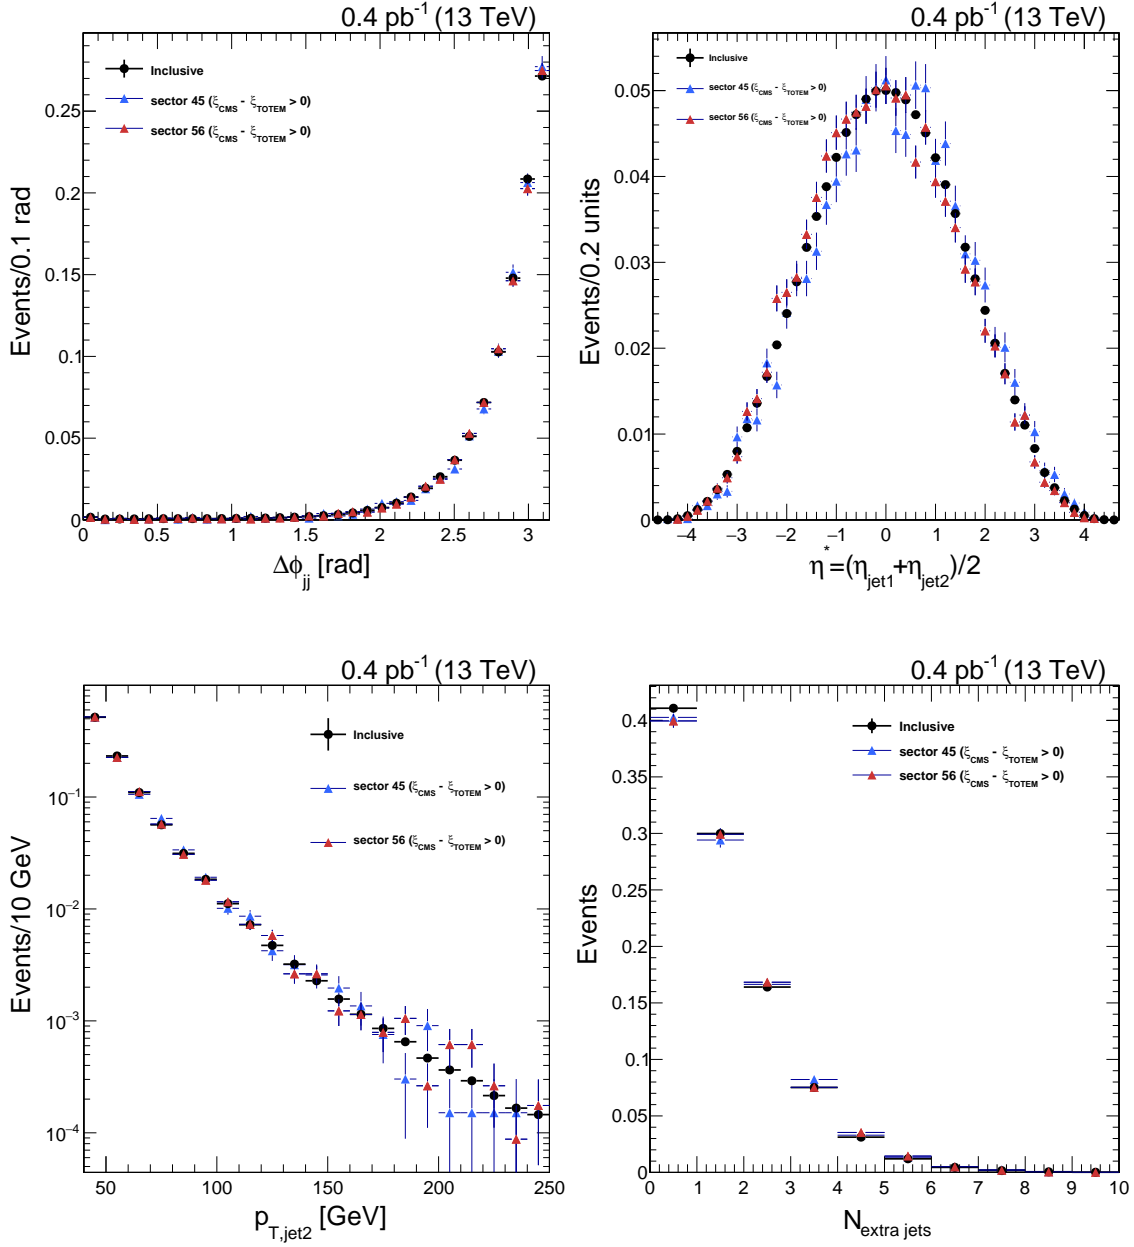 0.4 pb⁻¹ (13 TeV)
Inclusive
sector 45 (ξCMS - ξTOTEM > 0)
sector 56 (ξCMS - ξTOTEM > 0)
Events/0.1 rad
0.25
0.2
0.15
0.1
0.05
0
0 0.5 1 1.5 2 2.5 3
Δϕjj [rad]
0.4 pb⁻¹ (13 TeV)
Inclusive
sector 45 (ξCMS - ξTOTEM > 0)
sector 56 (ξCMS - ξTOTEM > 0)
Events/0.2 units
0.05
0.04
0.03
0.02
0.01
0
−4 −3 −2 −1 0 1 2 3 4
η*=(ηjet1+ηjet2)/2
0.4 pb⁻¹ (13 TeV)
Inclusive
sector 45 (ξCMS - ξTOTEM > 0)
sector 56 (ξCMS - ξTOTEM > 0)
Events/10 GeV
10⁻¹
10⁻²
10⁻³
10⁻⁴
50 100 150 200 250
pT,jet2 [GeV]
0.4 pb⁻¹ (13 TeV)
Inclusive
sector 45 (ξCMS - ξTOTEM > 0)
sector 56 (ξCMS - ξTOTEM > 0)
Events
0.4
0.35
0.3
0.25
0.2
0.15
0.1
0.05
0
0 1 2 3 4 5 6 7 8 9 10
Nextra jets